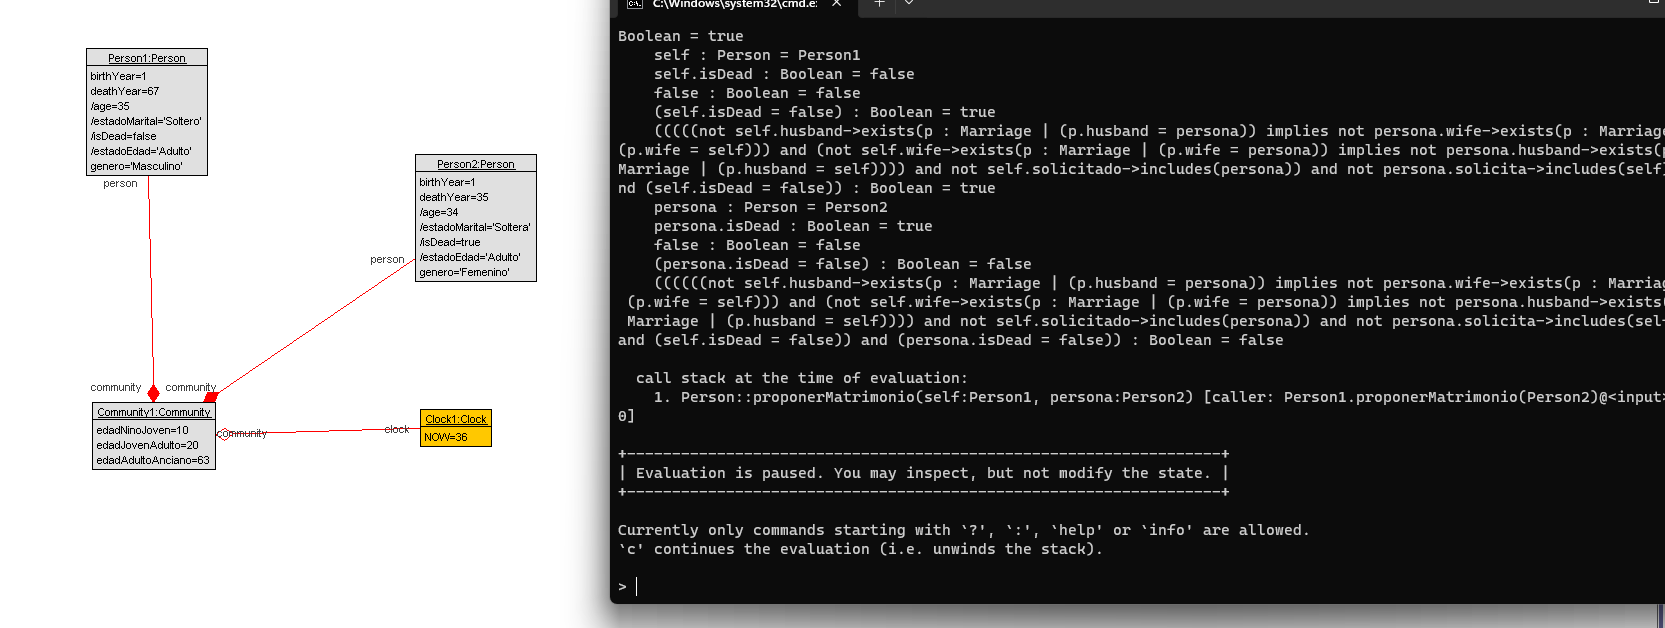 Person1:Person
birthYear=1
deathYear=67
/age=35
/estadoMarital='Soltero'
/isDead=false
/estadoEdad='Adulto'
genero='Masculino'
person
Person2:Person
birthYear=1
deathYear=35
/age=34
/estadoMarital='Soltera'
/isDead=true
/estadoEdad='Adulto'
genero='Femenino'
person
community
community
Community1:Community
edadNinoJoven=10
edadJovenAdulto=20
edadAdultoAnciano=63
community
clock
Clock1:Clock
NOW=36
C:\Windows\system32\cmd.e:
Boolean = true
self : Person = Person1
self.isDead : Boolean = false
false : Boolean = false
(self.isDead = false) : Boolean = true
(((((not self.husband->exists(p : Marriage | (p.husband = persona)) implies not persona.wife->exists(p : Marriage
(p.wife = self))) and (not self.wife->exists(p : Marriage | (p.wife = persona)) implies not persona.husband->exists(p
Marriage | (p.husband = self)))) and not self.solicitado->includes(persona)) and not persona.solicita->includes(self
nd (self.isDead = false)) : Boolean = true
persona : Person = Person2
persona.isDead : Boolean = true
false : Boolean = false
(persona.isDead = false) : Boolean = false
((((((not self.husband->exists(p : Marriage | (p.husband = persona)) implies not persona.wife->exists(p : Marriag
(p.wife = self))) and (not self.wife->exists(p : Marriage | (p.wife = persona)) implies not persona.husband->exists(
Marriage | (p.husband = self)))) and not self.solicitado->includes(persona)) and not persona.solicita->includes(sel
and (self.isDead = false)) and (persona.isDead = false)) : Boolean = false
call stack at the time of evaluation:
1. Person::proponerMatrimonio(self:Person1, persona:Person2) [caller: Person1.proponerMatrimonio(Person2)@<input>
0]
+------------------------------------------------------------------+
| Evaluation is paused. You may inspect, but not modify the state. |
+------------------------------------------------------------------+
Currently only commands starting with `?', `:', `help' or `info' are allowed.
`c' continues the evaluation (i.e. unwinds the stack).
>